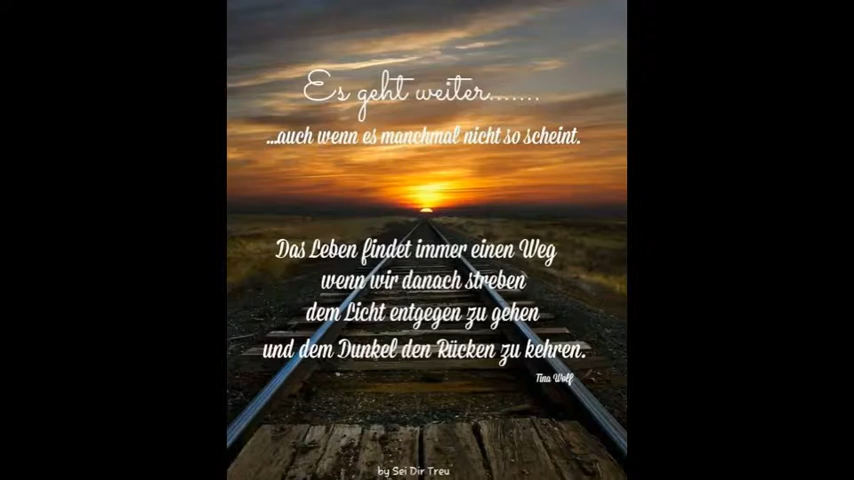 Es geht weiter.......
...auch wenn es manchmal nicht so scheint.
Das Leben findet immer einen Weg
wenn wir danach streben
dem Licht entgegen zu gehen
und dem Dunkel den Rücken zu kehren.
Tina Wolf
by Sei Dir Treu